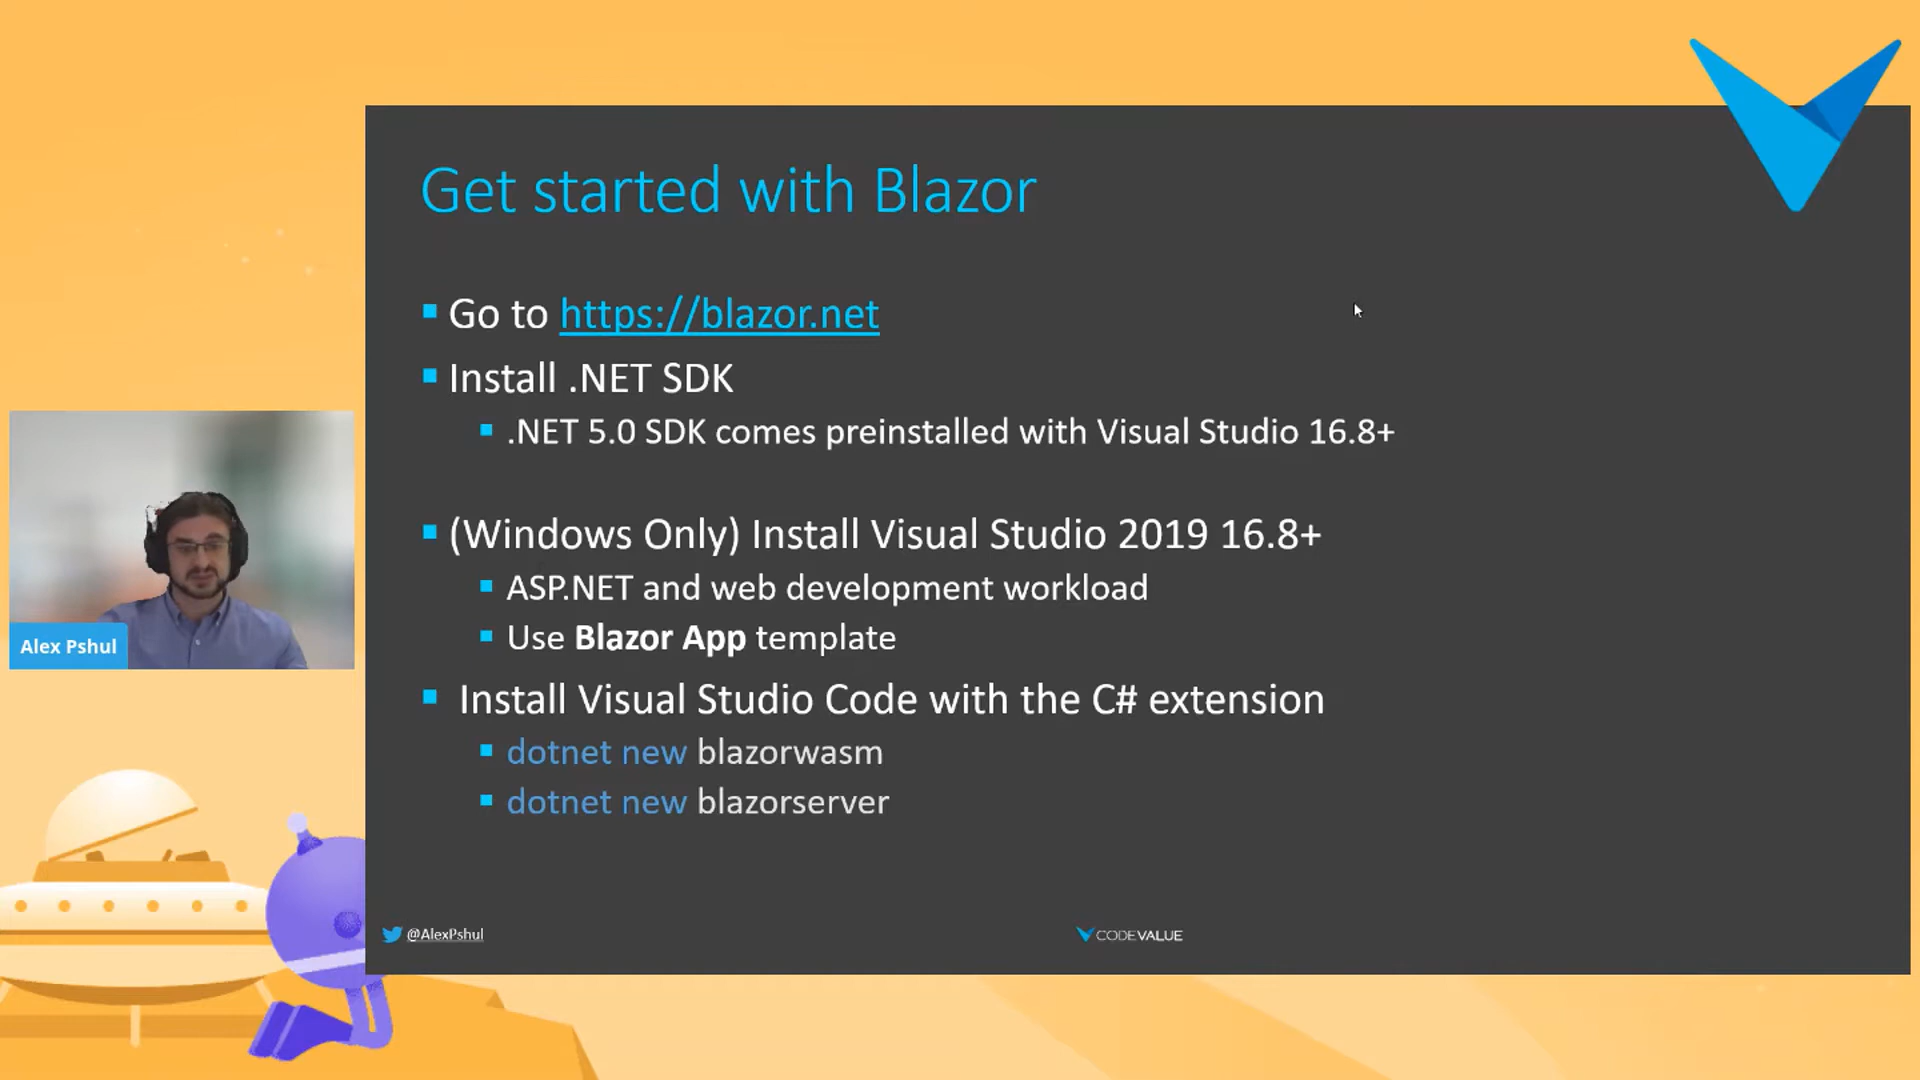 Get started with Blazor
Go to https://blazor.net
Install .NET SDK
.NET 5.0 SDK comes preinstalled with Visual Studio 16.8+
(Windows Only) Install Visual Studio 2019 16.8+
ASP.NET and web development workload
Use Blazor App template
Install Visual Studio Code with the C# extension
dotnet new blazorwasm
dotnet new blazorserver
Alex Pshul
@AlexPshul
CODEVALUE